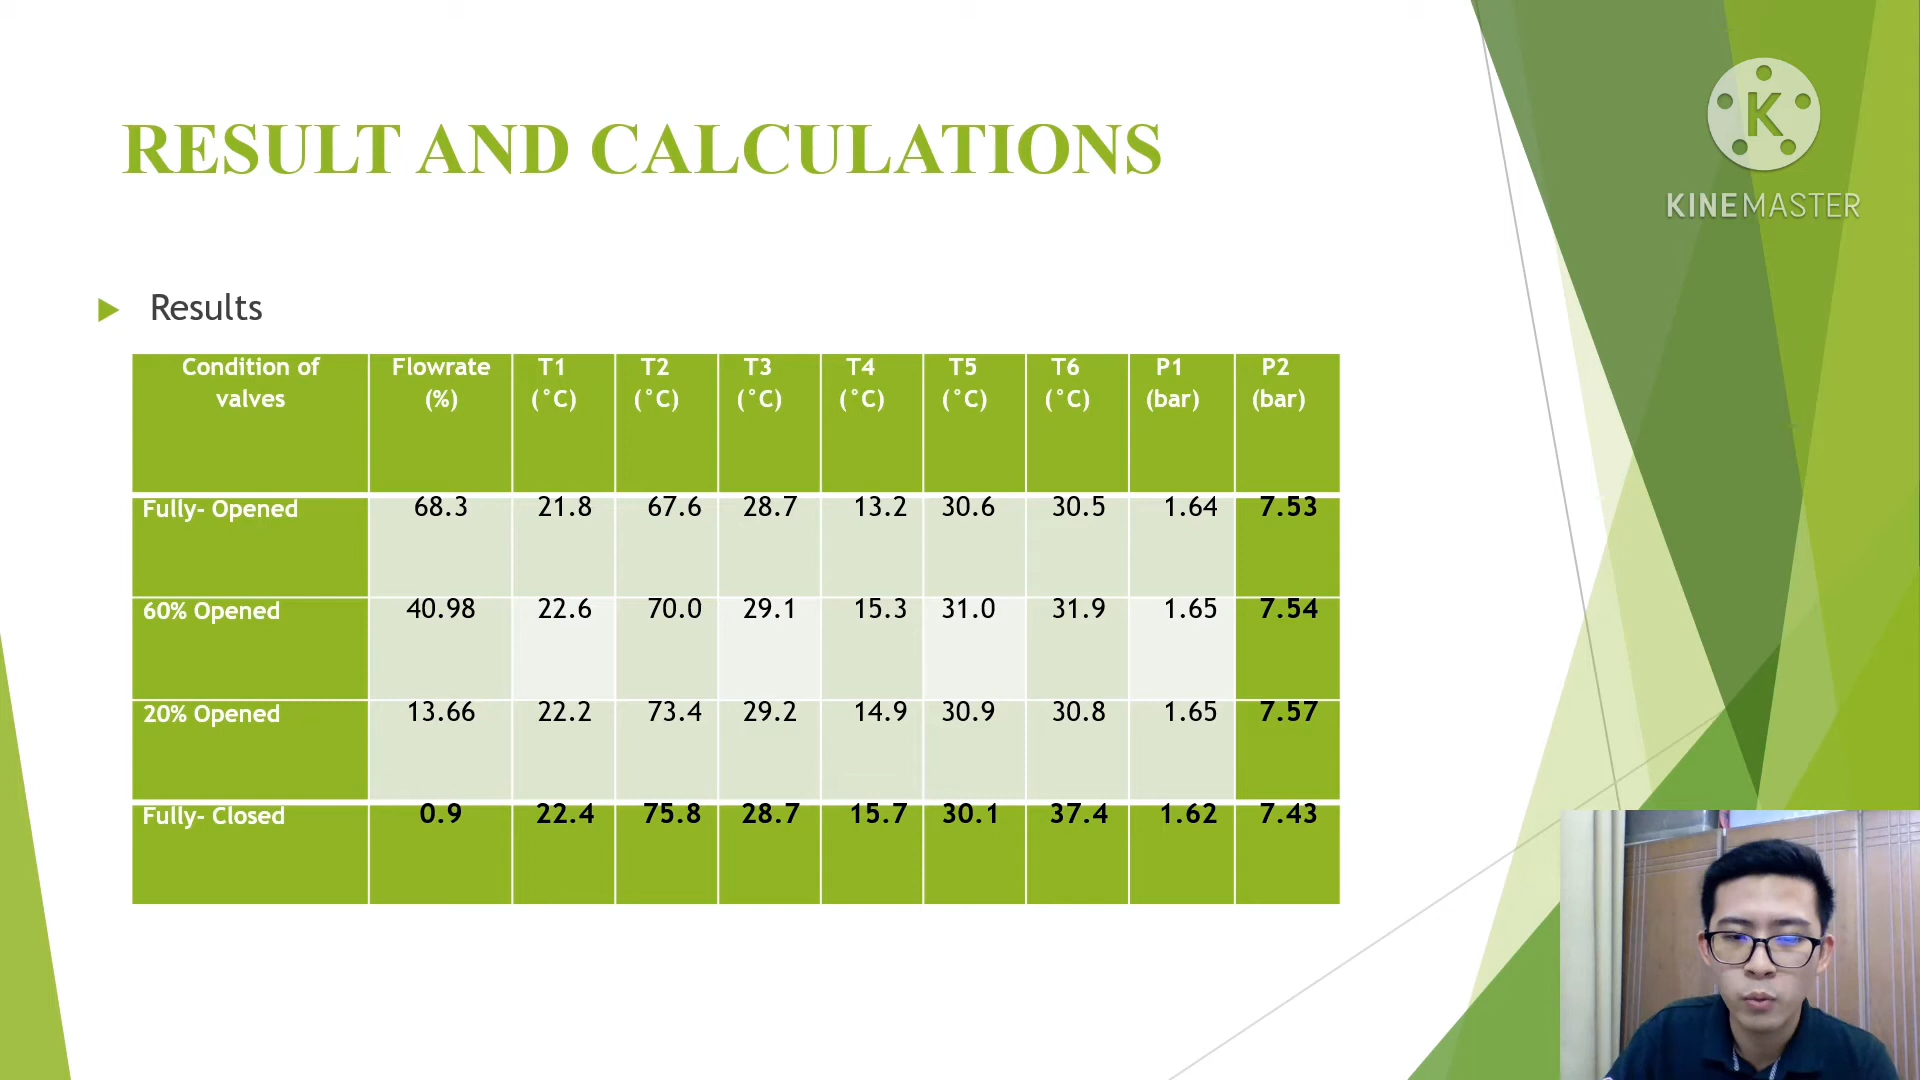 K
KINEMASTER
RESULT AND CALCULATIONS
Results
Condition of valves Flowrate (%) T1 (°C) T2 (°C) T3 (°C) T4 (°C) T5 (°C) T6 (°C) P1 (bar) P2 (bar)
Fully- Opened 68.3 21.8 67.6 28.7 13.2 30.6 30.5 1.64 7.53
60% Opened 40.98 22.6 70.0 29.1 15.3 31.0 31.9 1.65 7.54
20% Opened 13.66 22.2 73.4 29.2 14.9 30.9 30.8 1.65 7.57
Fully- Closed 0.9 22.4 75.8 28.7 15.7 30.1 37.4 1.62 7.43